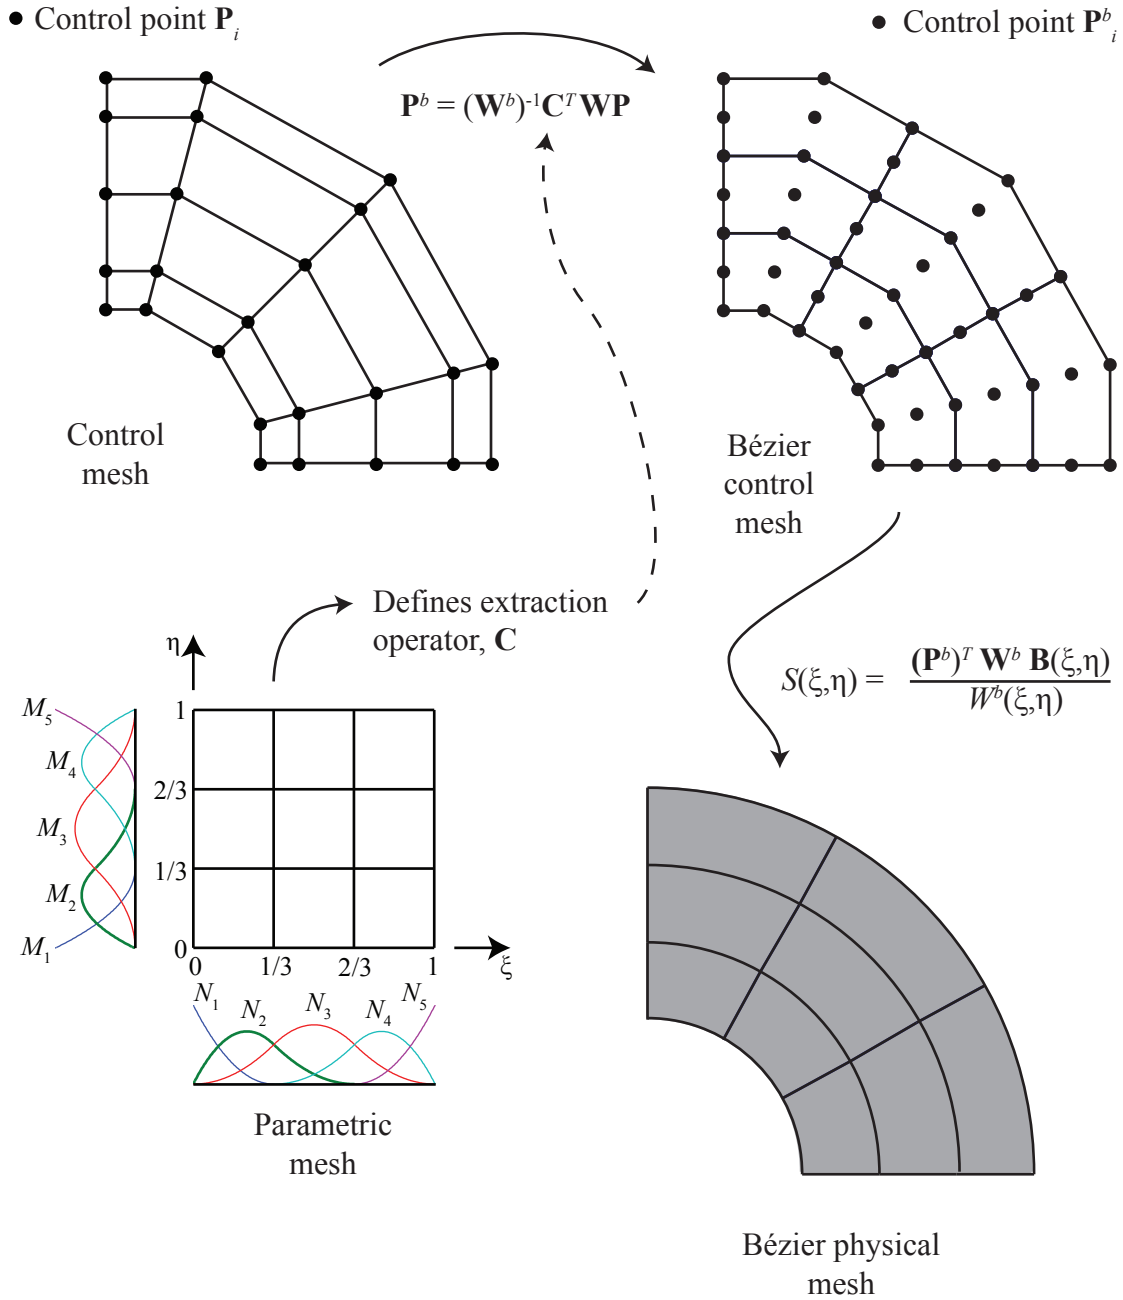 Control point P_i
Control point P^b_i
P^b = (W^b)^-1 C^T WP
Control
mesh
Bézier
control
mesh
Defines extraction
operator, C
S(ξ,η) = (P^b)^T W^b B(ξ,η)
W^b(ξ,η)
η
M_5
M_4
M_3
M_2
M_1
1
2/3
1/3
0
0 1/3 2/3 1 ξ
N_1 N_2 N_3 N_4 N_5
Parametric
mesh
Bézier physical
mesh